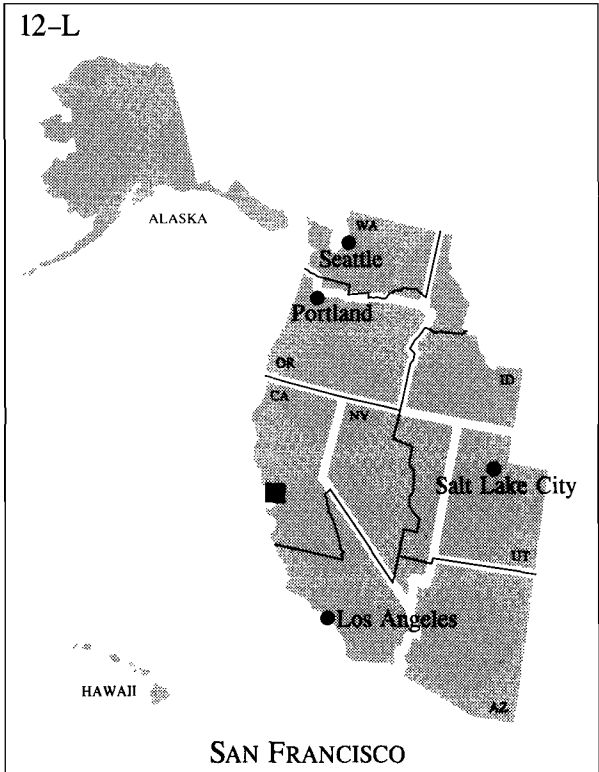 12-L
ALASKA
WA
Seattle
Portland
OR
ID
CA
NV
Salt Lake City
UT
Los Angeles
HAWAII
AZ
SAN FRANCISCO